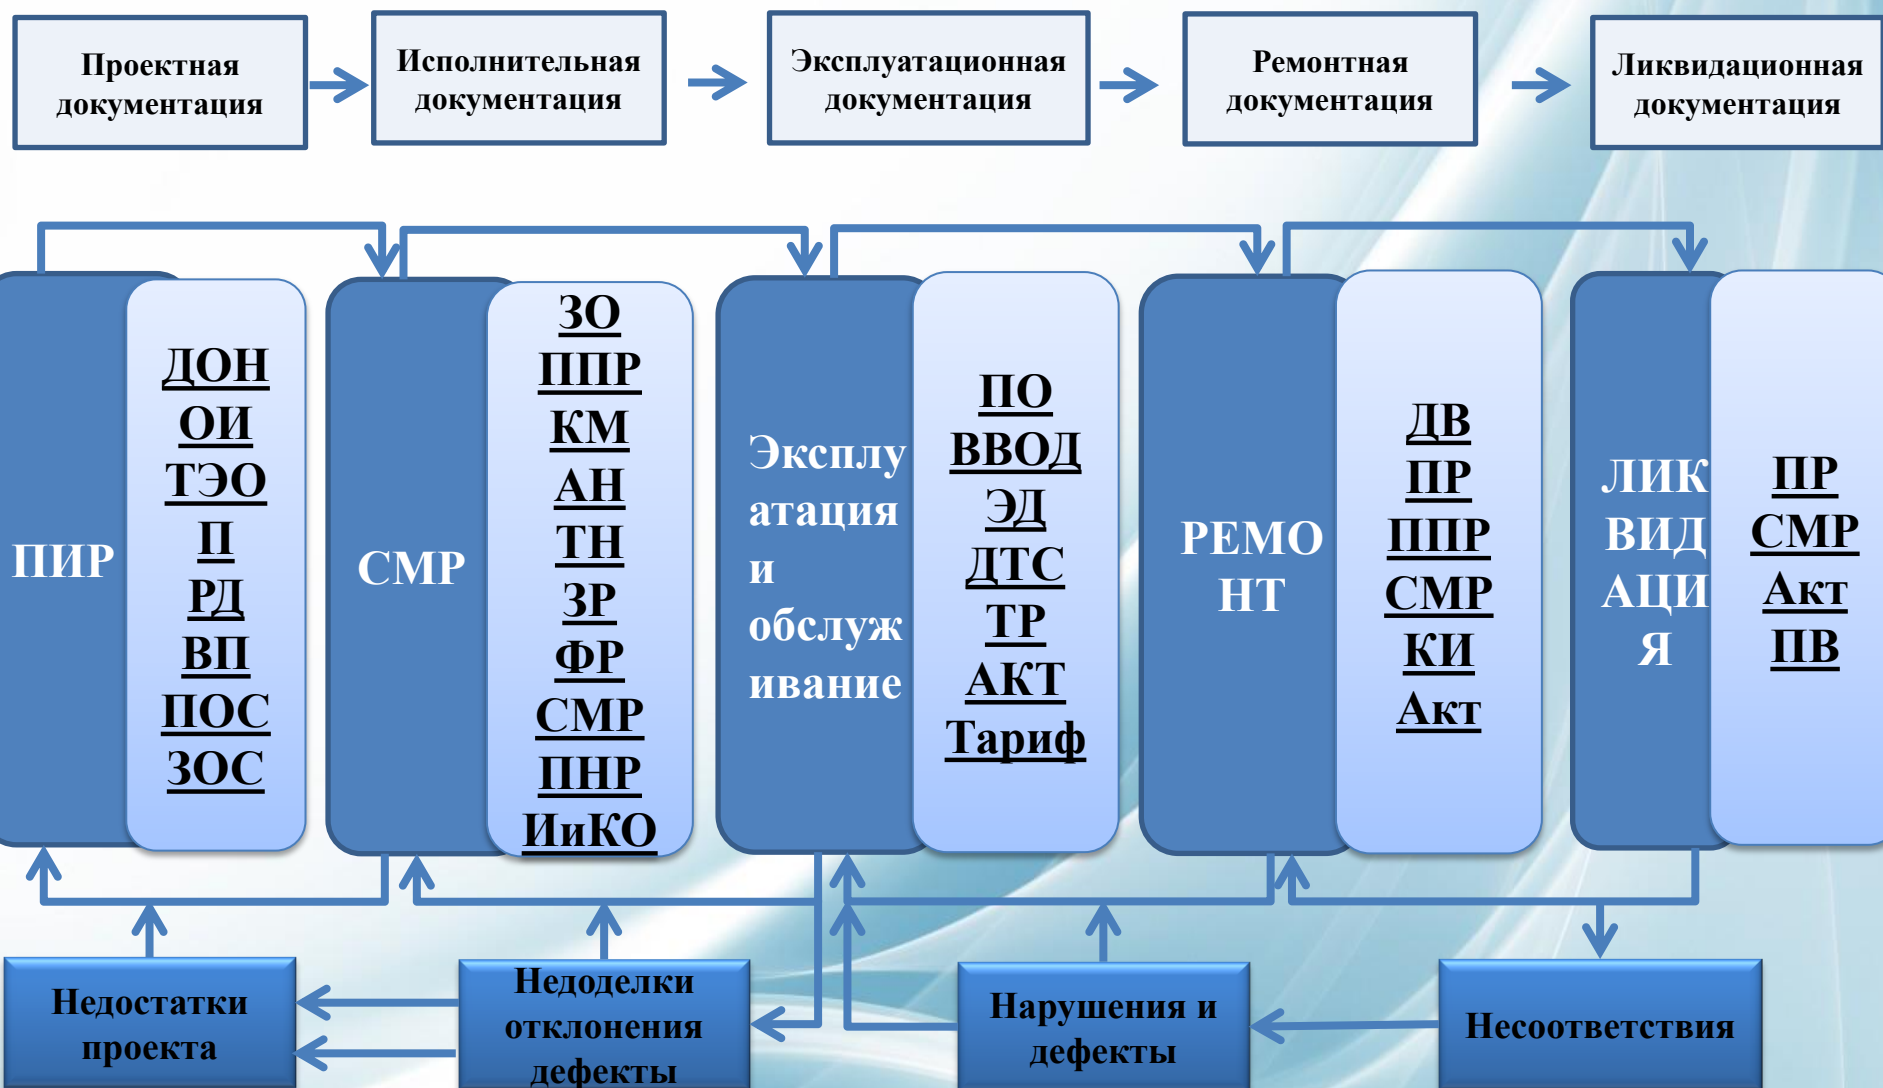 Проектная
документация
Исполнительная
документация
Эксплуатационная
документация
Ремонтная
документация
Ликвидационная
документация
ПИР
ДОН
ОИ
ТЭО
П
РД
ВП
ПОС
ЗОС
СМР
ЗО
ППР
КМ
АН
ТН
ЗР
ФР
СМР
ПНР
ИиКО
Эксплу
атация
и
обслуж
ивание
ПО
ВВОД
ЭД
ДТС
ТР
АКТ
Тариф
РЕМО
НТ
ДВ
ПР
ППР
СМР
КИ
Акт
ЛИК
ВИД
АЦИ
Я
ПР
СМР
Акт
ПВ
Недостатки
проекта
Недоделки
отклонения
дефекты
Нарушения и
дефекты
Несоответствия